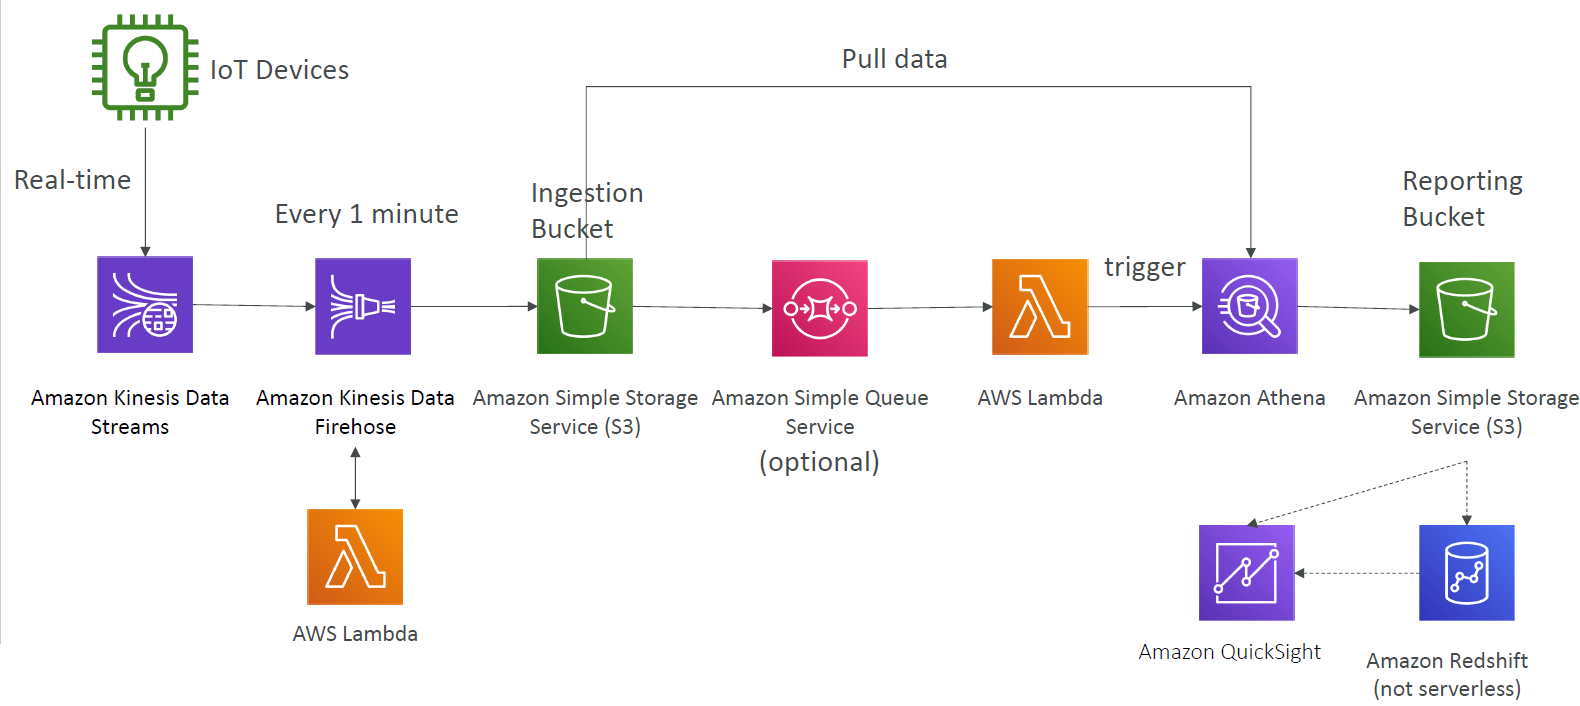 IoT Devices
Pull data
Real-time
Every 1 minute
Ingestion
Bucket
trigger
Reporting
Bucket
Amazon Kinesis Data
Streams
Amazon Kinesis Data
Firehose
Amazon Simple Storage
Service (S3)
Amazon Simple Queue
Service
(optional)
AWS Lambda
Amazon Athena
Amazon Simple Storage
Service (S3)
AWS Lambda
Amazon QuickSight
Amazon Redshift
(not serverless)